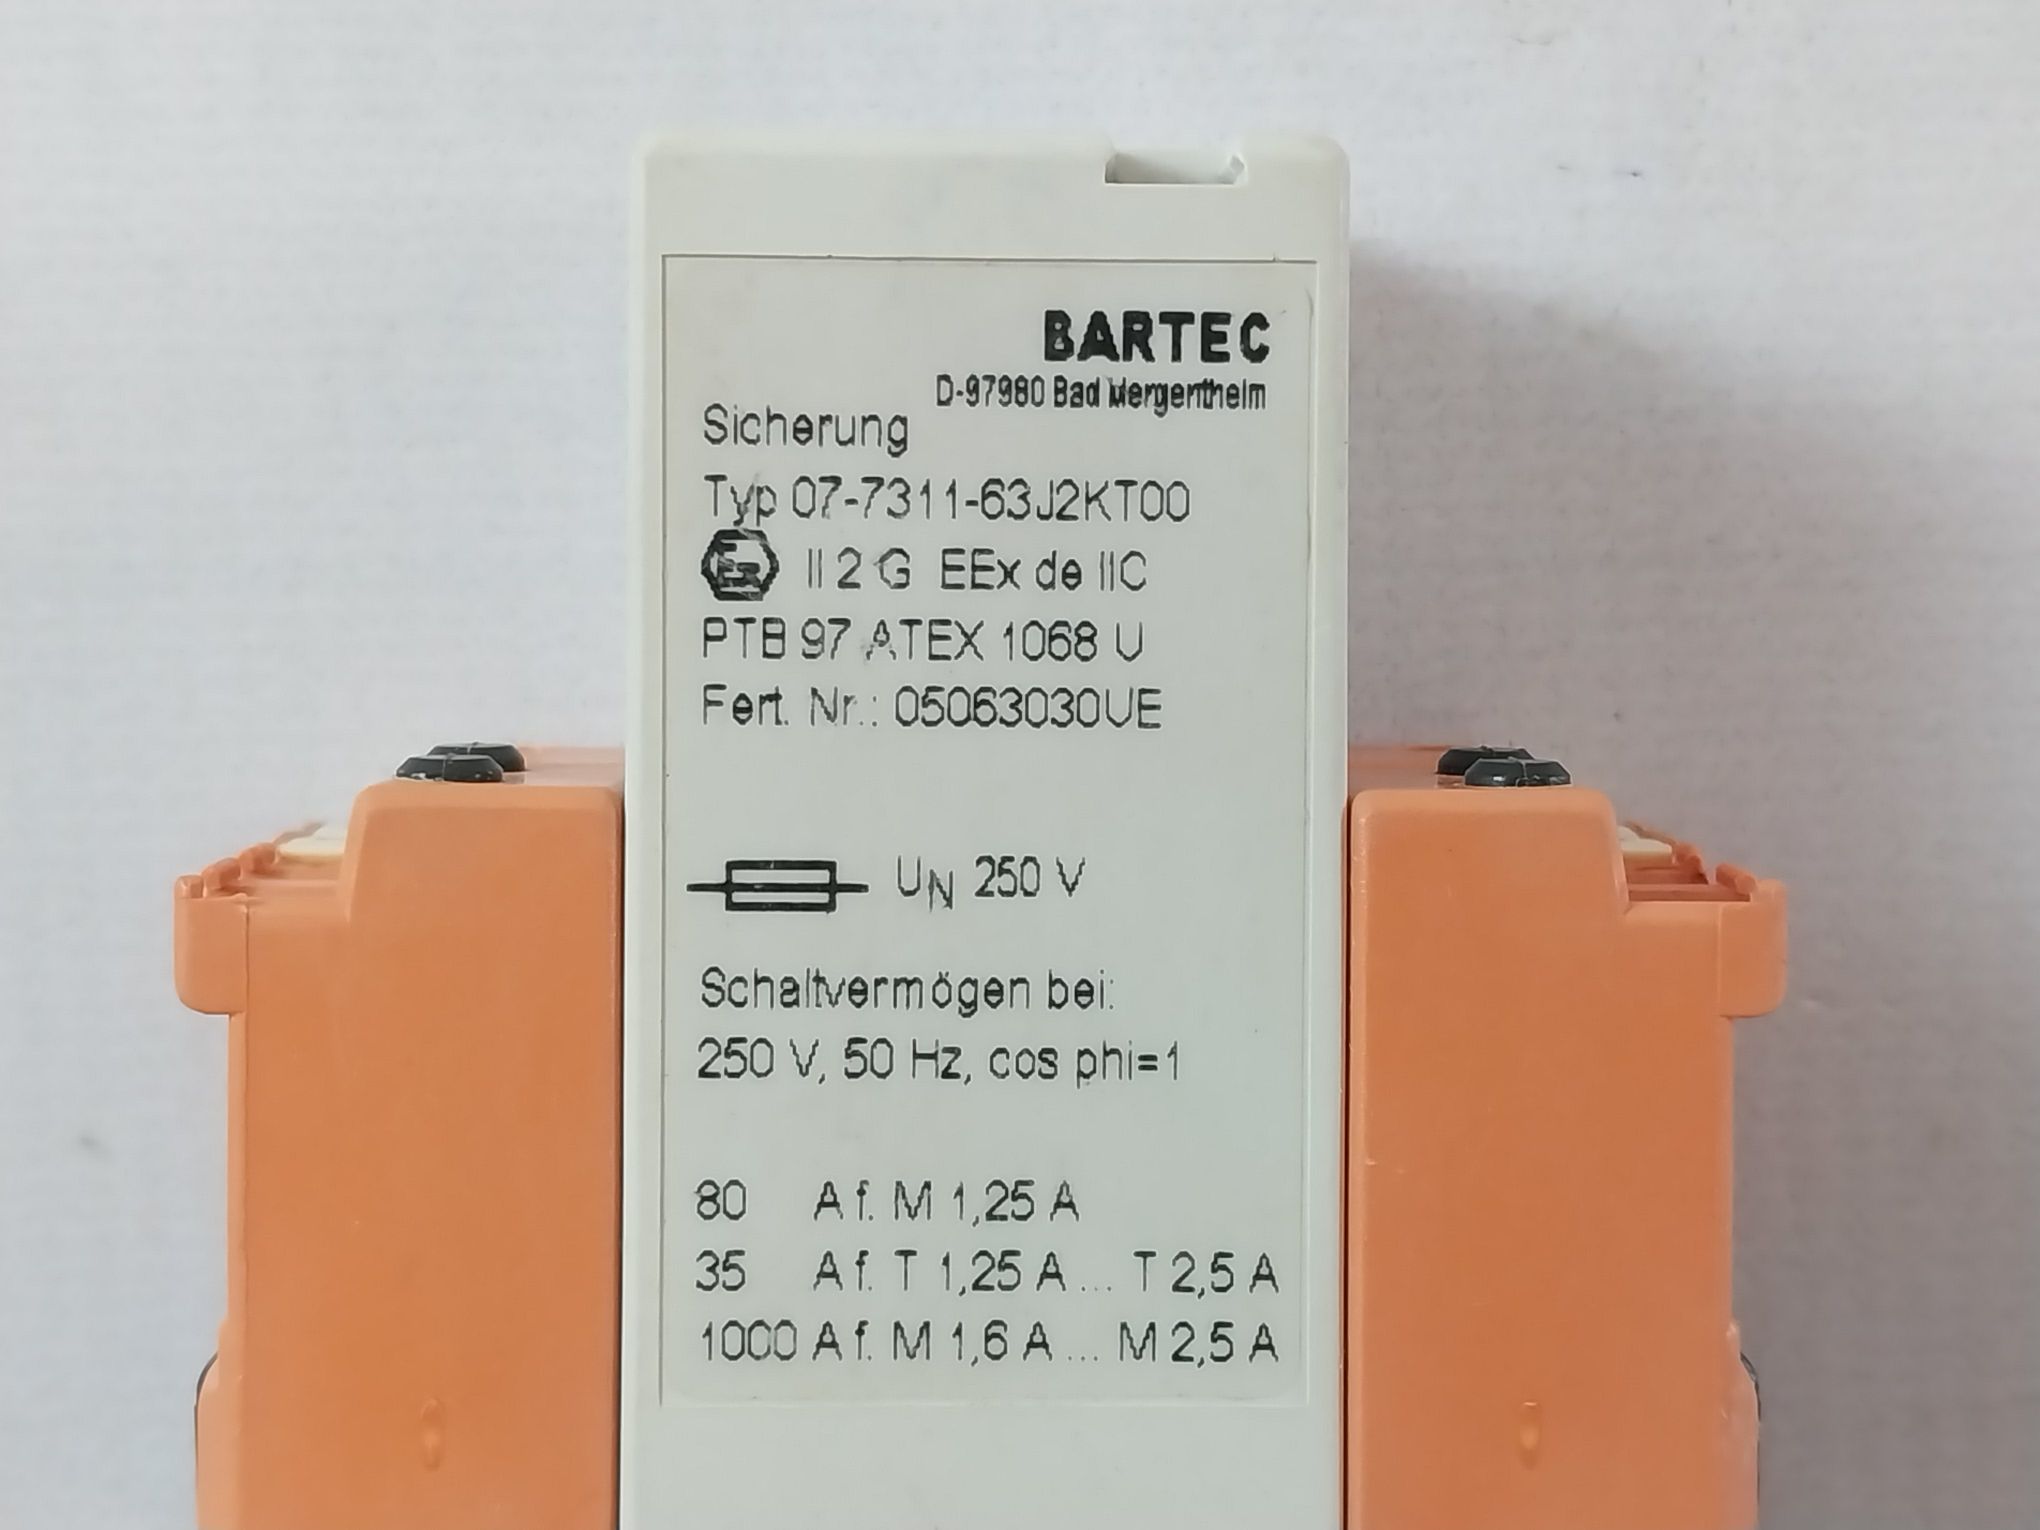 BARTEC
D-97980 Bad Mergentheim
Sicherung
Typ 07-7311-63J2KT00
Ex II 2 G EEx de IIC
PTB 97 ATEX 1068 U
Fert. Nr.: 05063030UE
UN 250 V
Schaltvermögen bei:
250 V, 50 Hz, cos phi=1
80 A f. M 1,25 A
35 A f. T 1,25 A ... T 2,5 A
1000 A f. M 1,6 A ... M 2,5 A